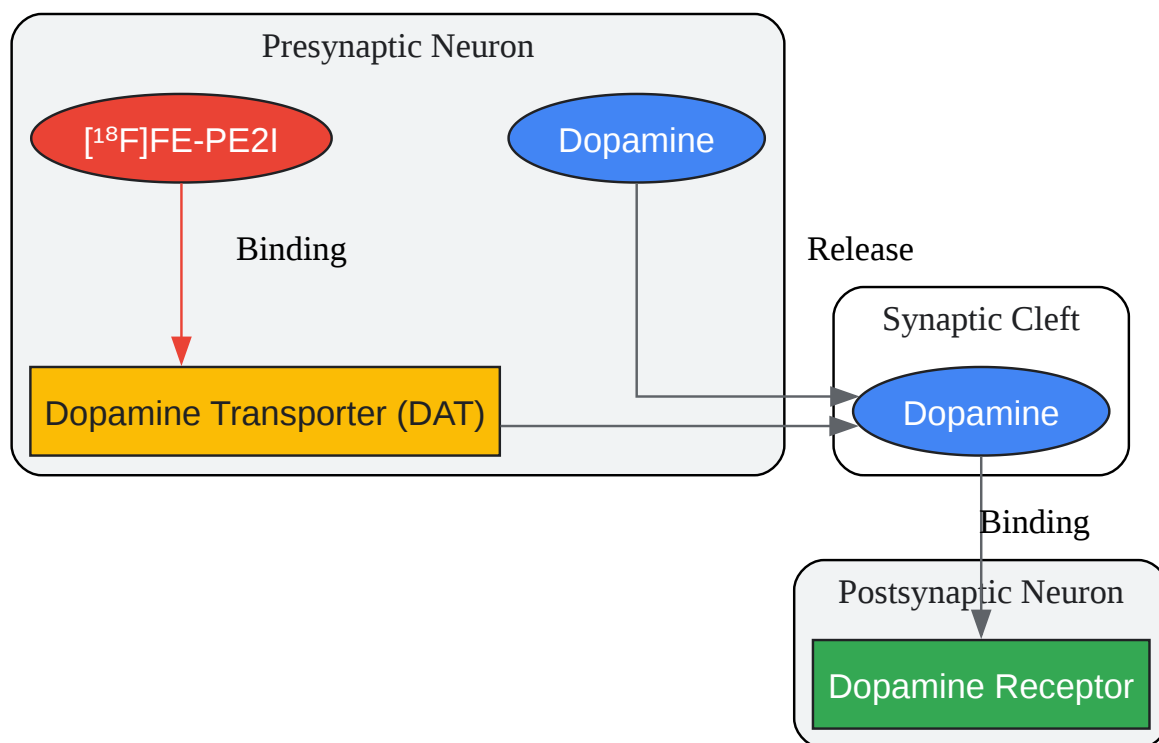 Presynaptic Neuron
[¹⁸F]FE-PE2I
Dopamine
Binding
Release
Synaptic Cleft
Dopamine Transporter (DAT)
Dopamine
Binding
Postsynaptic Neuron
Dopamine Receptor